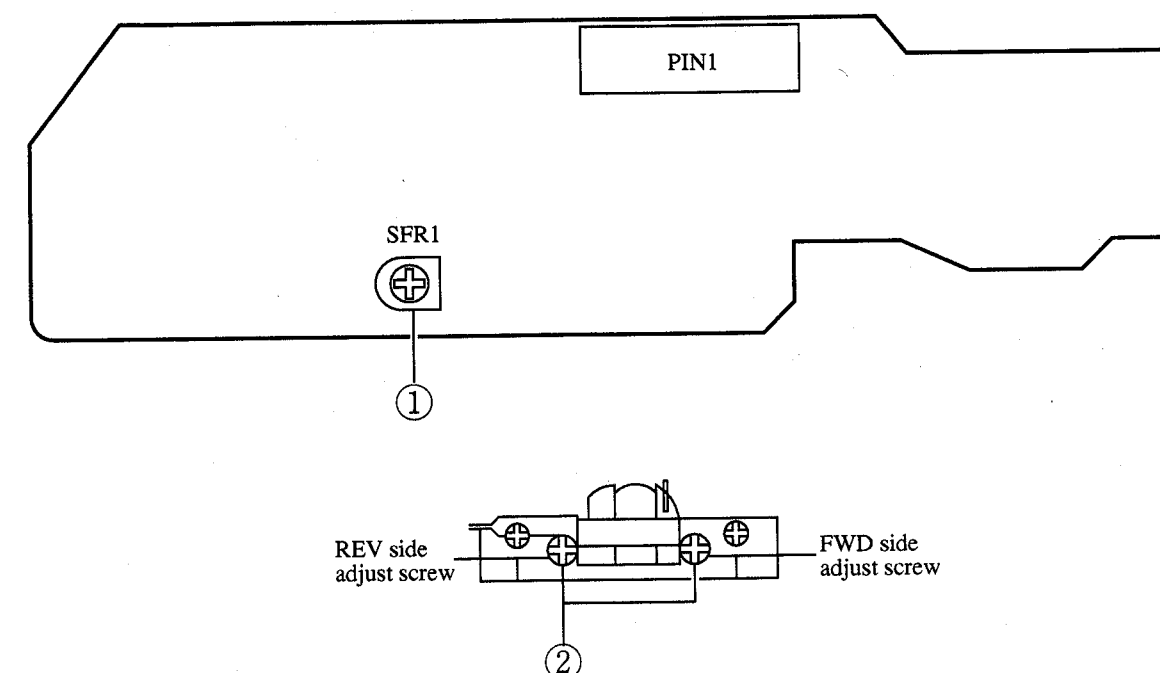 PIN1
SFR1
①
REV side
adjust screw
FWD side
adjust screw
②